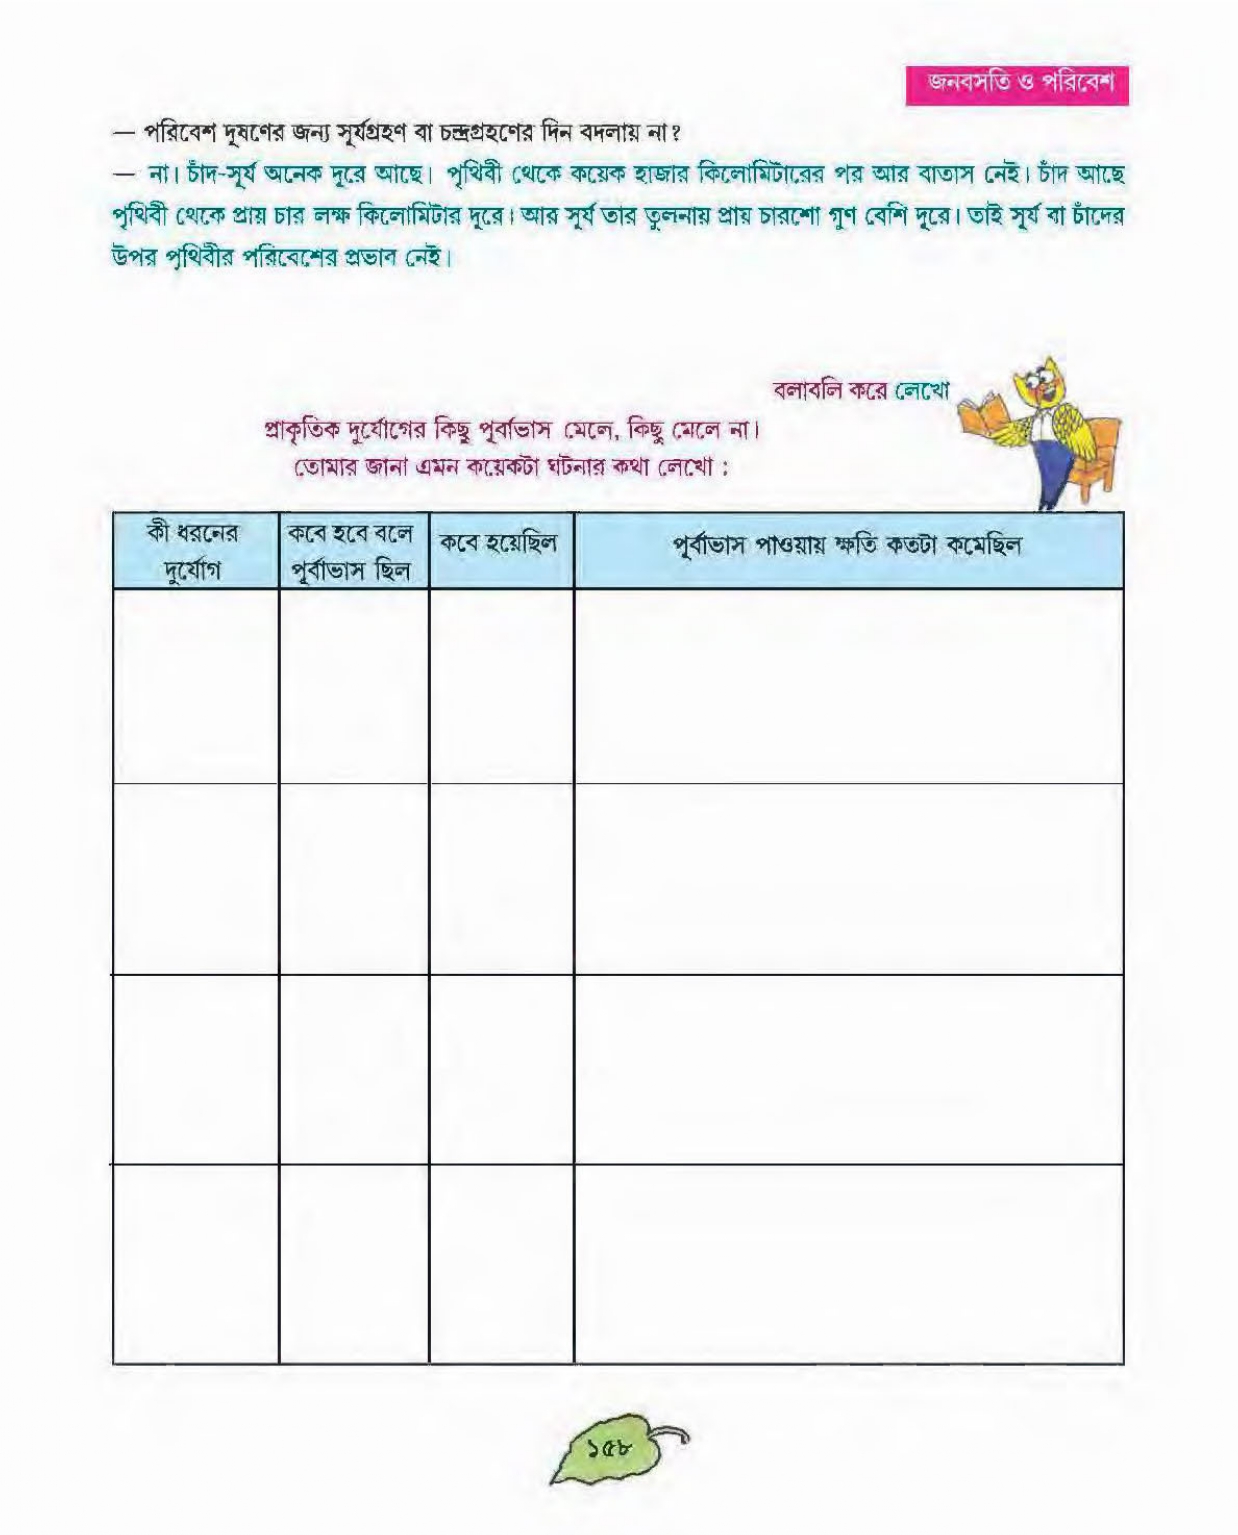 জনবসতি ও পরিবেশ
— পরিবেশ দূষণের জন্য সূর্যগ্রহণ বা চন্দ্রগ্রহণের দিন বদলায় না?
— না। চাঁদ-সূর্য অনেক দূরে আছে। পৃথিবী থেকে কয়েক হাজার কিলোমিটারের পর আর বাতাস নেই। চাঁদ আছে
পৃথিবী থেকে প্রায় চার লক্ষ কিলোমিটার দূরে। আর সূর্য তার তুলনায় প্রায় চারশো গুণ বেশি দূরে। তাই সূর্য বা চাঁদের
উপর পৃথিবীর পরিবেশের প্রভাব নেই।
বলাবলি করে লেখো
প্রাকৃতিক দুর্যোগের কিছু পূর্বাভাস মেলে, কিছু মেলে না।
তোমার জানা এমন কয়েকটা ঘটনার কথা লেখো :
কী ধরনের
দুর্যোগ
কবে হবে বলে
পূর্বাভাস ছিল
কবে হয়েছিল
পূর্বাভাস পাওয়ায় ক্ষতি কতটা কমেছিল
১৫৮